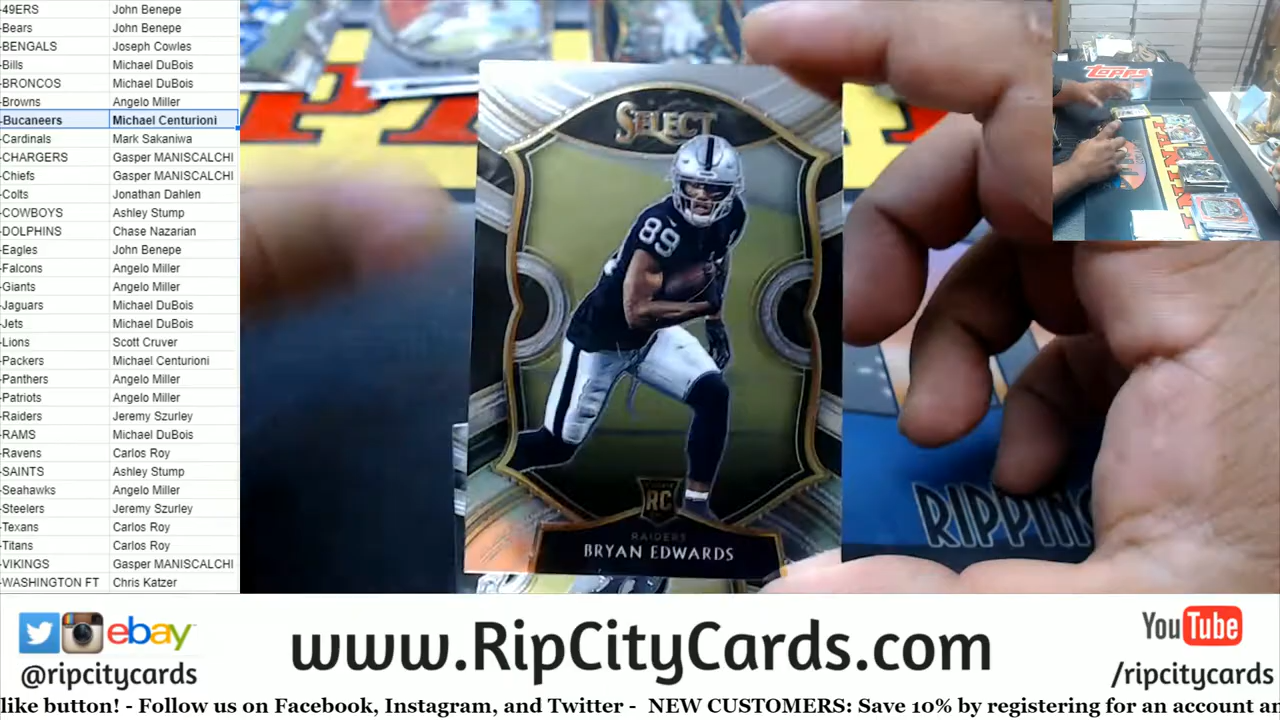 -49ERS John Benepe
-Bears John Benepe
-BENGALS Joseph Cowles
-Bills Michael DuBois
-BRONCOS Michael DuBois
-Browns Angelo Miller
-Bucaneers Michael Centurioni
-Cardinals Mark Sakaniwa
-CHARGERS Gasper MANISCALCHI
-Chiefs Gasper MANISCALCHI
-Colts Jonathan Dahlen
-COWBOYS Ashley Stump
-DOLPHINS Chase Nazarian
-Eagles John Benepe
-Falcons Angelo Miller
-Giants Angelo Miller
-Jaguars Michael DuBois
-Jets Michael DuBois
-Lions Scott Cruver
-Packers Michael Centurioni
-Panthers Angelo Miller
-Patriots Angelo Miller
-Raiders Jeremy Szurley
-RAMS Michael DuBois
-Ravens Carlos Roy
-SAINTS Ashley Stump
-Seahawks Angelo Miller
-Steelers Jeremy Szurley
-Texans Carlos Roy
-Titans Carlos Roy
-VIKINGS Gasper MANISCALCHI
-WASHINGTON FT Chris Katzer
SELECT
89
RC
RAIDERS
BRYAN EDWARDS
Topps
PANINI
RIPPIN
ebay
@ripcitycards
www.RipCityCards.com
YouTube
/ripcitycards
like button! - Follow us on Facebook, Instagram, and Twitter - NEW CUSTOMERS: Save 10% by registering for an account an